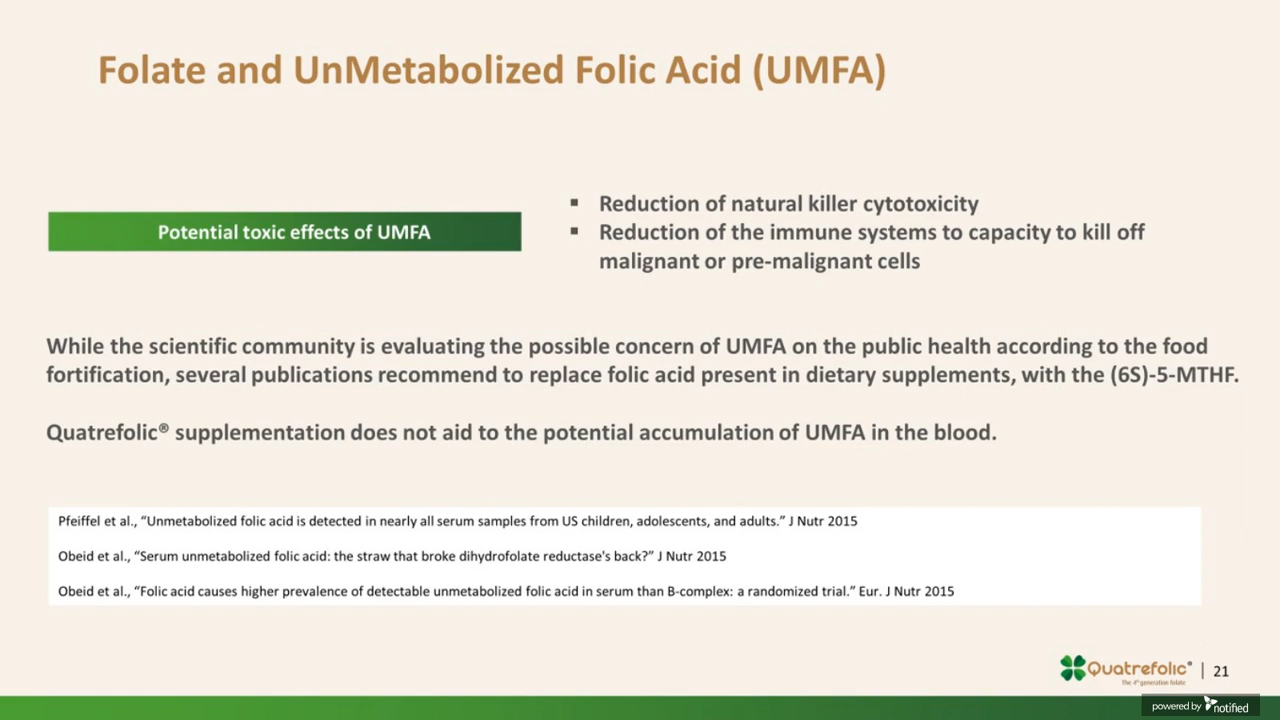 Folate and UnMetabolized Folic Acid (UMFA)
Potential toxic effects of UMFA
▪ Reduction of natural killer cytotoxicity
▪ Reduction of the immune systems to capacity to kill off
malignant or pre-malignant cells
While the scientific community is evaluating the possible concern of UMFA on the public health according to the food
fortification, several publications recommend to replace folic acid present in dietary supplements, with the (6S)-5-MTHF.
Quatrefolic® supplementation does not aid to the potential accumulation of UMFA in the blood.
Pfeiffel et al., “Unmetabolized folic acid is detected in nearly all serum samples from US children, adolescents, and adults.” J Nutr 2015
Obeid et al., “Serum unmetabolized folic acid: the straw that broke dihydrofolate reductase's back?” J Nutr 2015
Obeid et al., “Folic acid causes higher prevalence of detectable unmetabolized folic acid in serum than B-complex: a randomized trial.” Eur. J Nutr 2015
Quatrefolic® | 21
The 4th generation folate
powered by notified